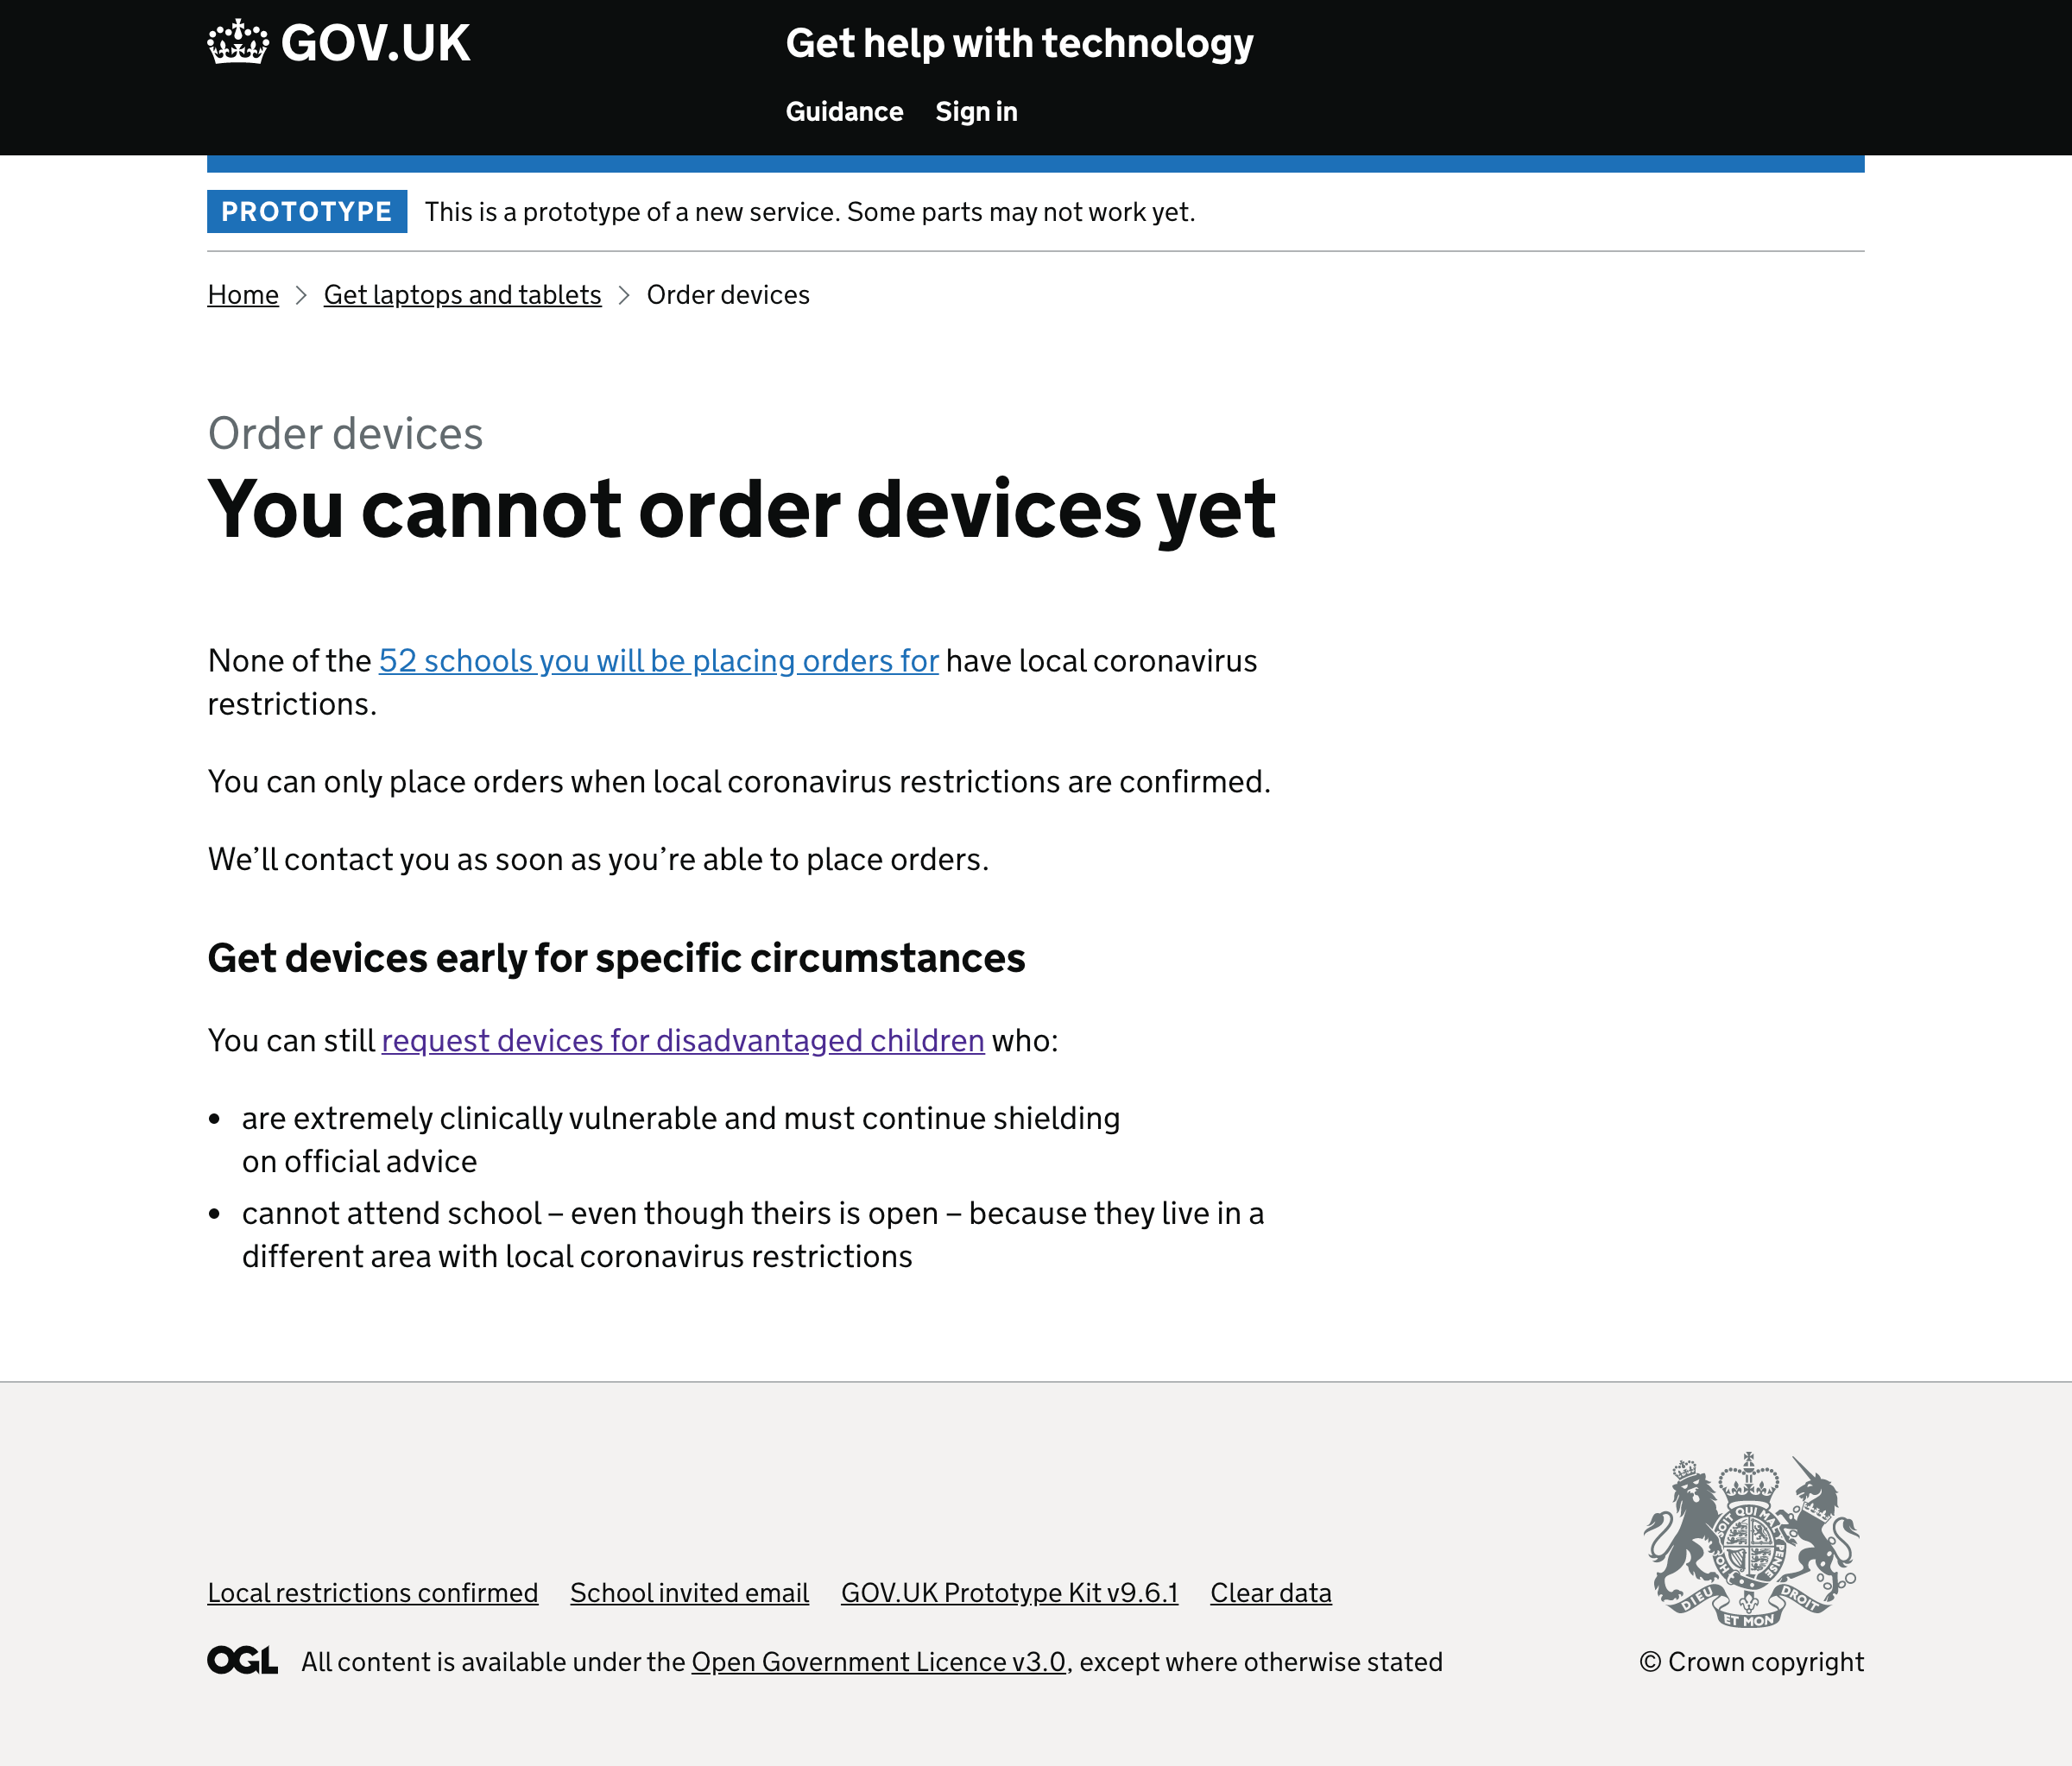 GOV.UK
Get help with technology
Guidance Sign in
PROTOTYPE This is a prototype of a new service. Some parts may not work yet.
Home > Get laptops and tablets > Order devices
Order devices
You cannot order devices yet
None of the 52 schools you will be placing orders for have local coronavirus
restrictions.
You can only place orders when local coronavirus restrictions are confirmed.
We’ll contact you as soon as you’re able to place orders.
Get devices early for specific circumstances
You can still request devices for disadvantaged children who:
• are extremely clinically vulnerable and must continue shielding
on official advice
• cannot attend school – even though theirs is open – because they live in a
different area with local coronavirus restrictions
Local restrictions confirmed School invited email GOV.UK Prototype Kit v9.6.1 Clear data
OGL All content is available under the Open Government Licence v3.0, except where otherwise stated
DIEU ET MON DROIT
© Crown copyright